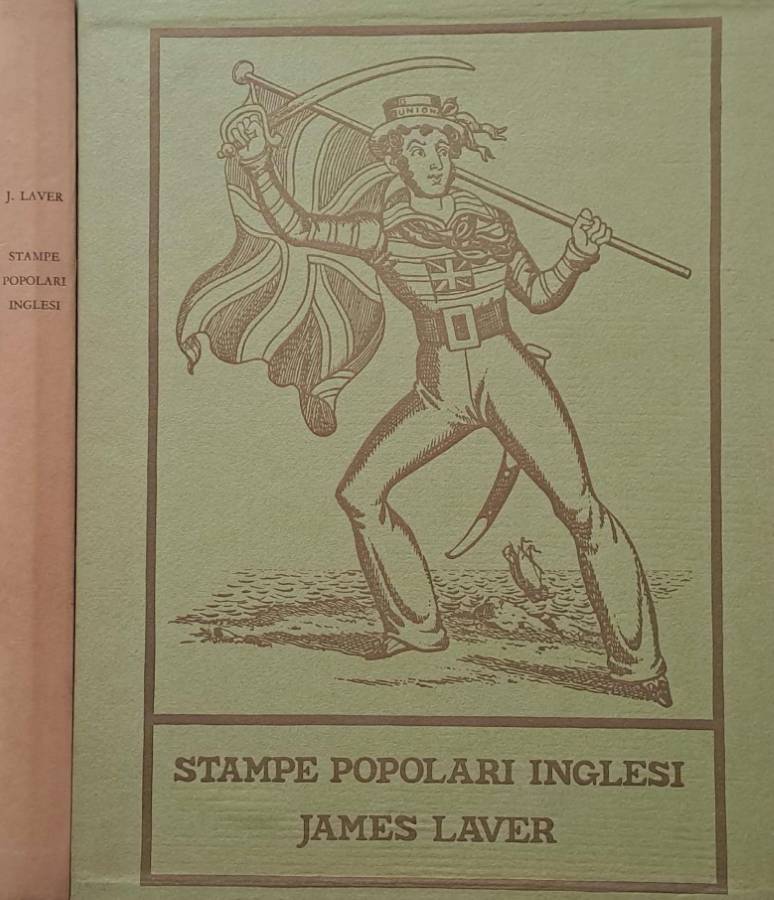 J. LAVER
STAMPE
POPOLARI
INGLESI
UNION
STAMPE POPOLARI INGLESI
JAMES LAVER